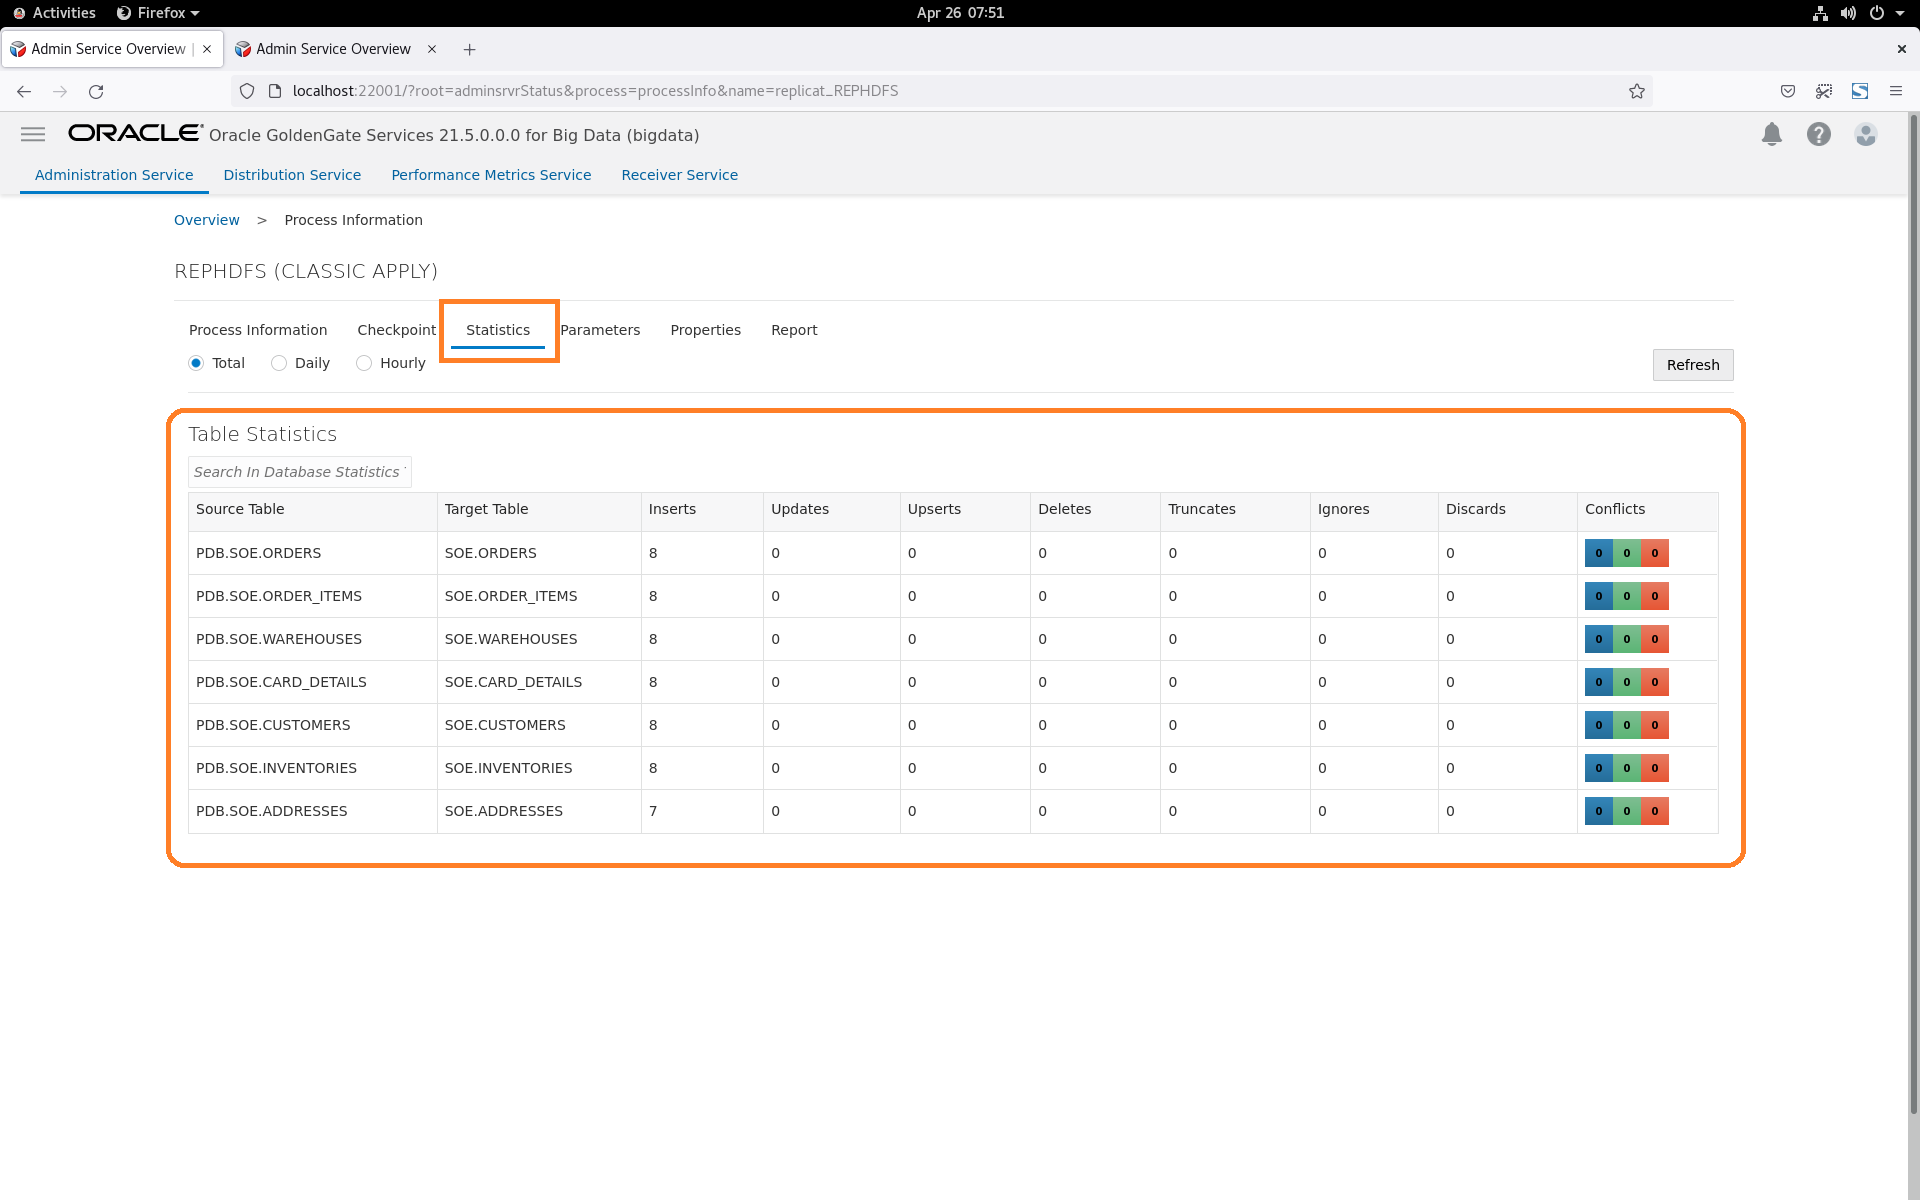 Activities Firefox Apr 26 07:51
Admin Service Overview | × Admin Service Overview × +
localhost:22001/?root=adminsrvrStatus&process=processInfo&name=replicat_REPHDFS
ORACLE Oracle GoldenGate Services 21.5.0.0.0 for Big Data (bigdata)
Administration Service Distribution Service Performance Metrics Service Receiver Service
Overview > Process Information
REPHDFS (CLASSIC APPLY)
Process Information Checkpoint Statistics Parameters Properties Report
Total Daily Hourly Refresh
Table Statistics
Search In Database Statistics
Source Table Target Table Inserts Updates Upserts Deletes Truncates Ignores Discards Conflicts
PDB.SOE.ORDERS SOE.ORDERS 8 0 0 0 0 0 0 0 0 0
PDB.SOE.ORDER_ITEMS SOE.ORDER_ITEMS 8 0 0 0 0 0 0 0 0 0
PDB.SOE.WAREHOUSES SOE.WAREHOUSES 8 0 0 0 0 0 0 0 0 0
PDB.SOE.CARD_DETAILS SOE.CARD_DETAILS 8 0 0 0 0 0 0 0 0 0
PDB.SOE.CUSTOMERS SOE.CUSTOMERS 8 0 0 0 0 0 0 0 0 0
PDB.SOE.INVENTORIES SOE.INVENTORIES 8 0 0 0 0 0 0 0 0 0
PDB.SOE.ADDRESSES SOE.ADDRESSES 7 0 0 0 0 0 0 0 0 0